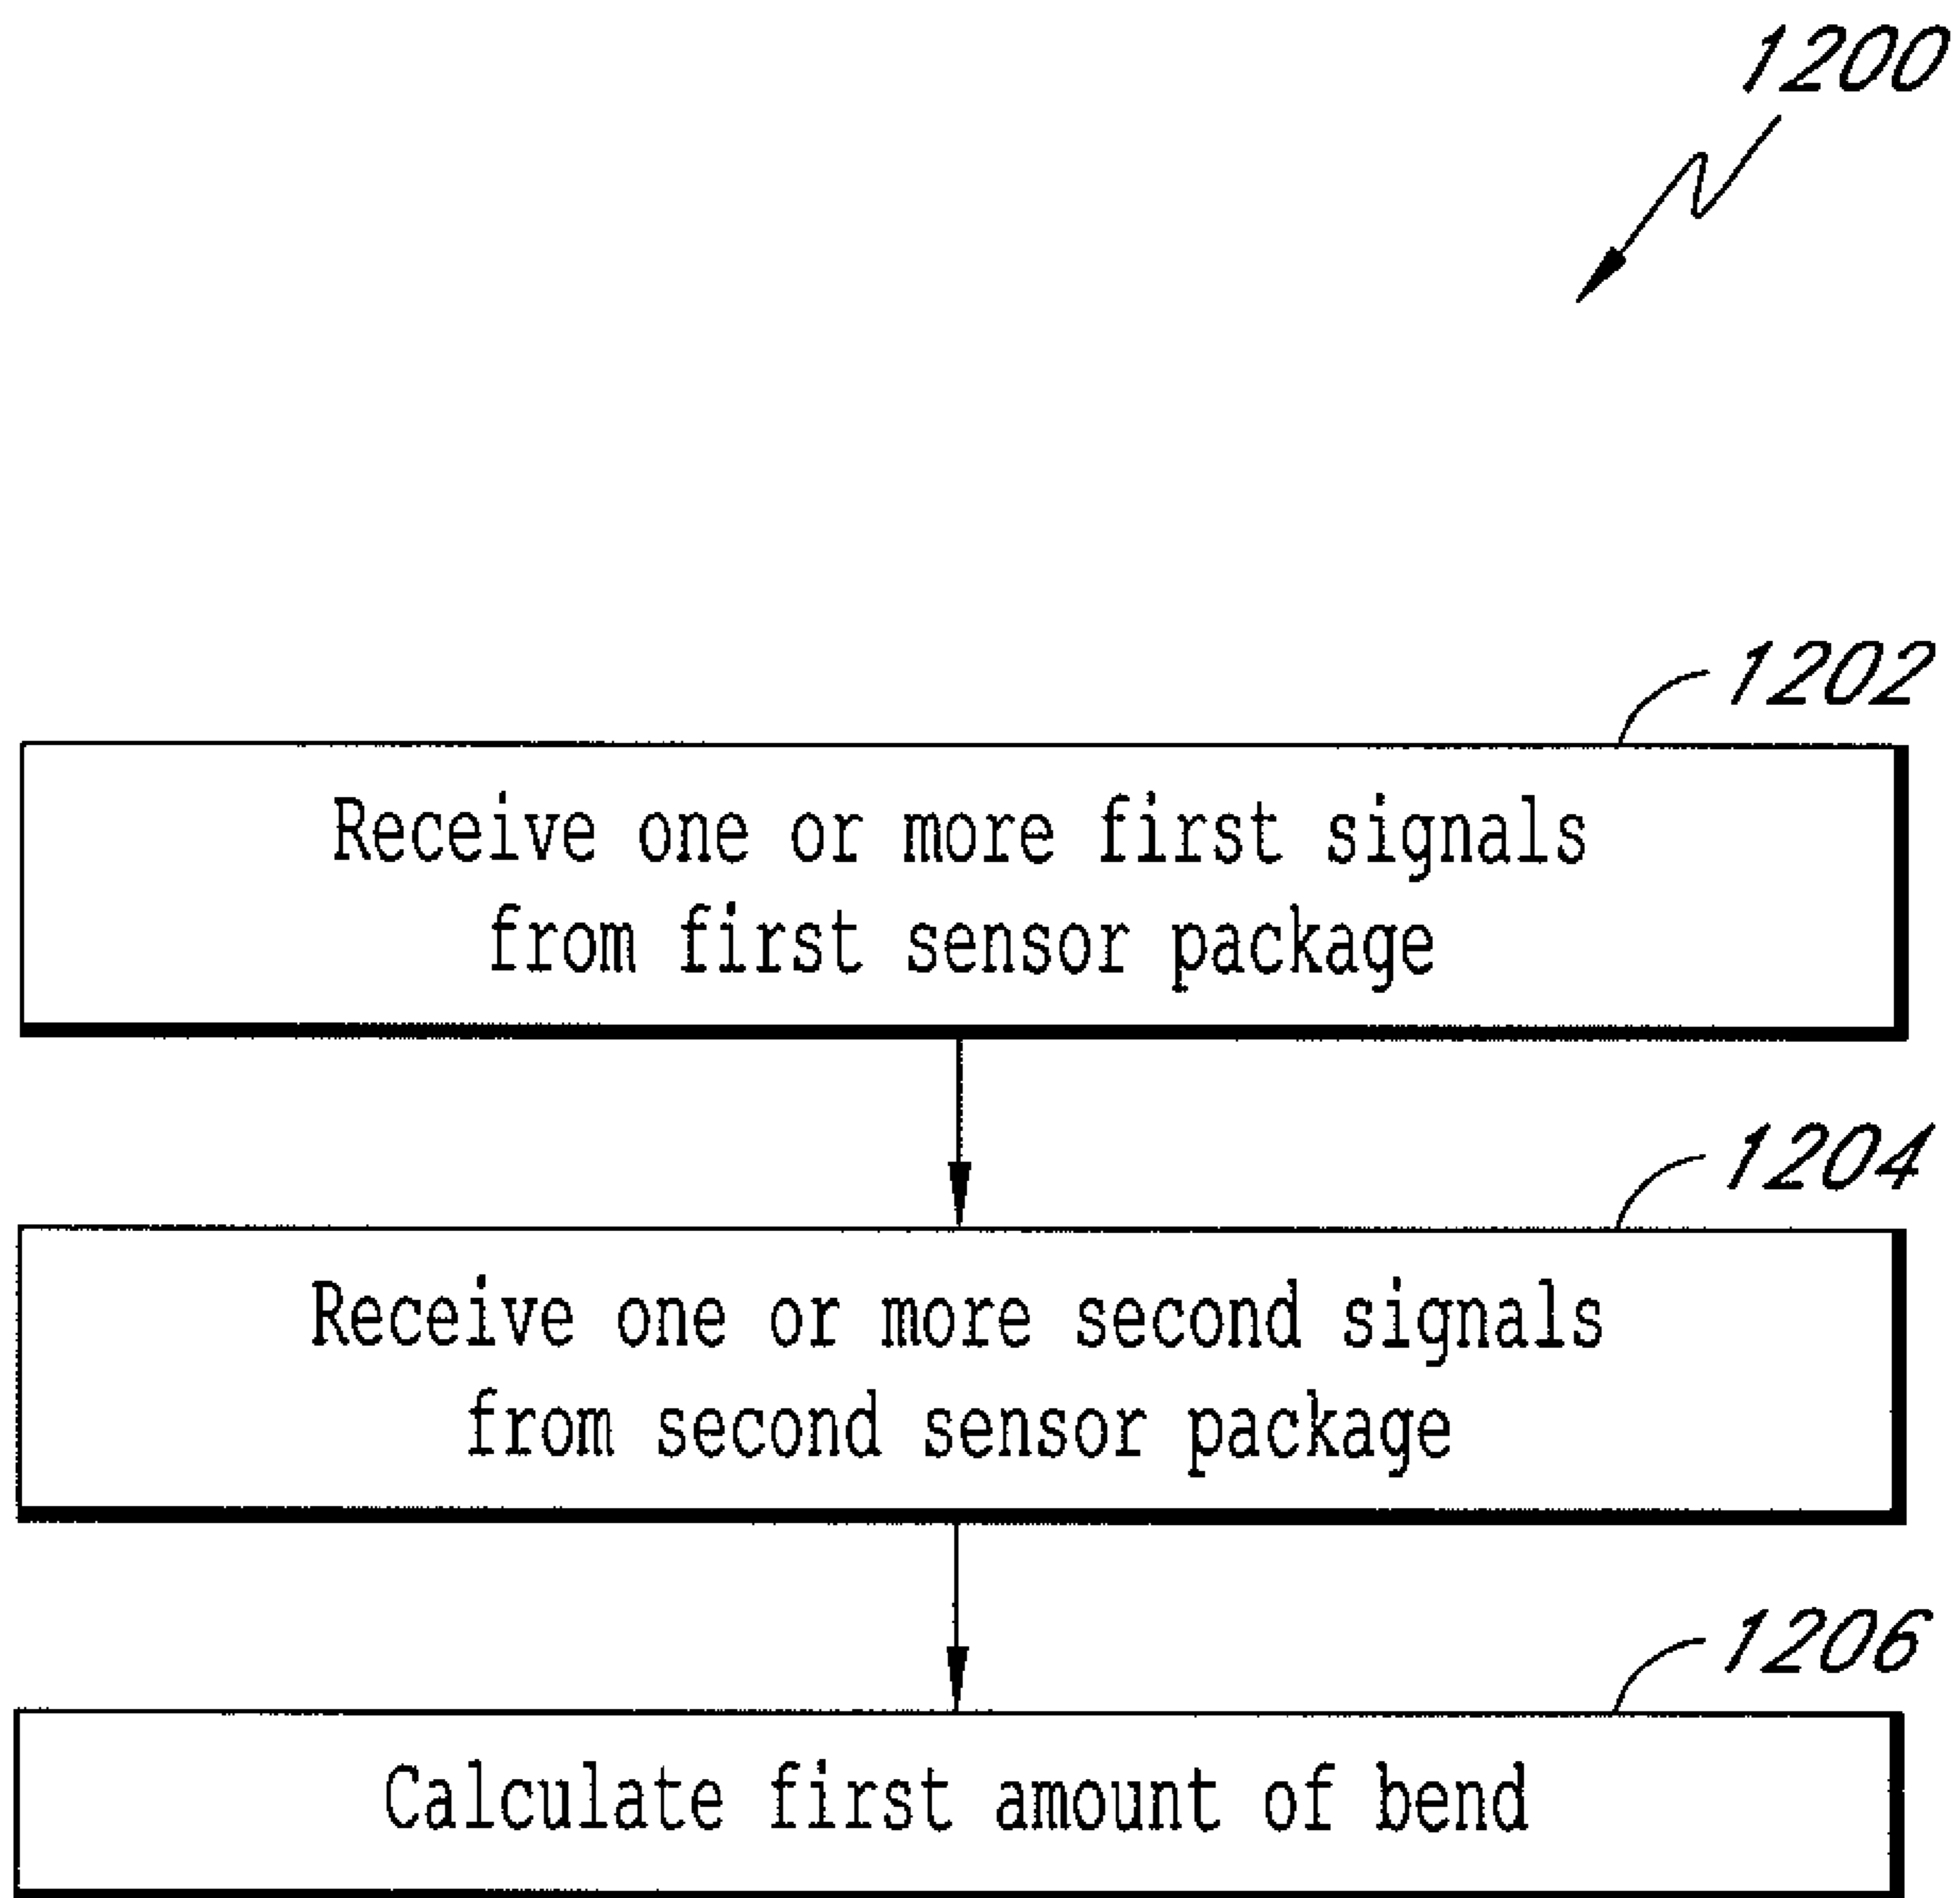 1200
1202
Receive one or more first signals
from first sensor package
1204
Receive one or more second signals
from second sensor package
1206
Calculate first amount of bend